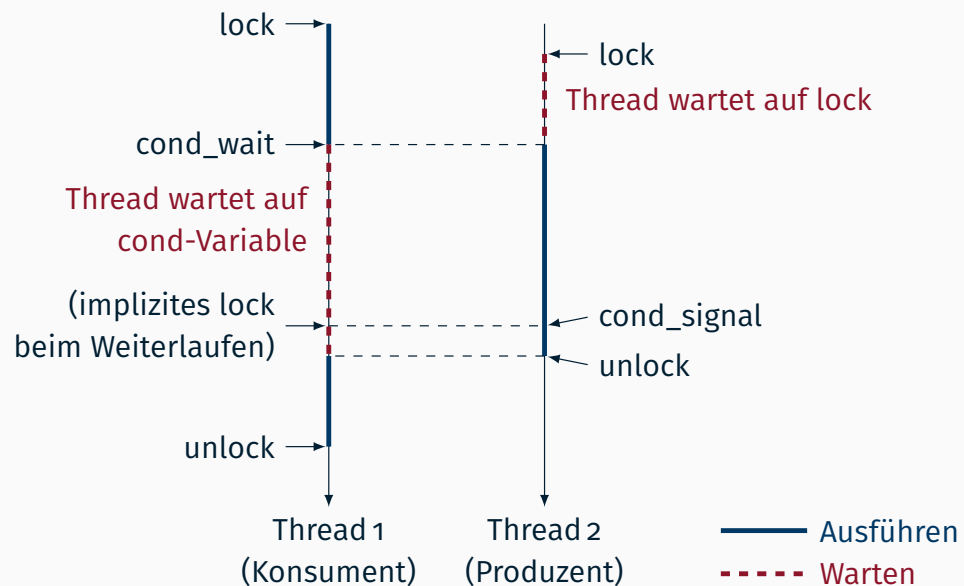 lock
lock
Thread wartet auf lock
cond_wait
Thread wartet auf
cond-Variable
(implizites lock
beim Weiterlaufen)
cond_signal
unlock
unlock
Thread 1
(Konsument)
Thread 2
(Produzent)
Ausführen
Warten